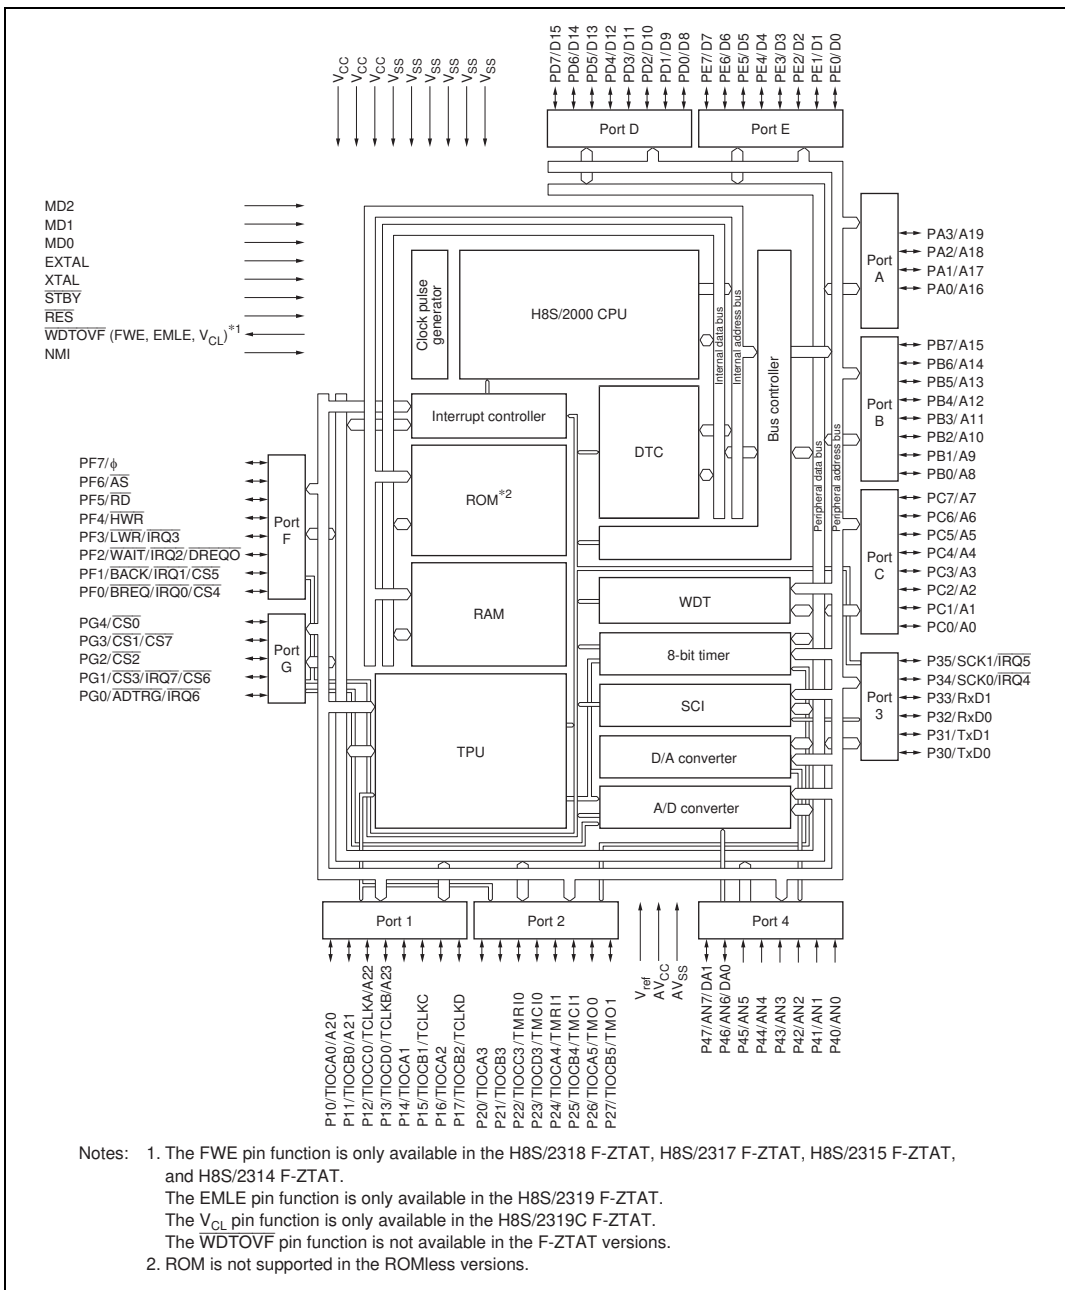 VCC
VCC
VCC
VSS
VSS
VSS
VSS
VSS
VSS
PD7/D15
PD6/D14
PD5/D13
PD4/D12
PD3/D11
PD2/D10
PD1/D9
PD0/D8
PE7/D7
PE6/D6
PE5/D5
PE4/D4
PE3/D3
PE2/D2
PE1/D1
PE0/D0
Port D
Port E
MD2
MD1
MD0
EXTAL
XTAL
STBY
RES
WDTOVF (FWE, EMLE, VCL)*1
NMI
Clock pulse
generator
H8S/2000 CPU
Internal data bus
Internal address bus
Bus controller
Peripheral data bus
Peripheral address bus
Port
A
PA3/A19
PA2/A18
PA1/A17
PA0/A16
Interrupt controller
DTC
Port
B
PB7/A15
PB6/A14
PB5/A13
PB4/A12
PB3/A11
PB2/A10
PB1/A9
PB0/A8
PF7/ϕ
PF6/AS
PF5/RD
PF4/HWR
PF3/LWR/IRQ3
PF2/WAIT/IRQ2/DREQO
PF1/BACK/IRQ1/CS5
PF0/BREQ/IRQ0/CS4
Port
F
ROM*2
Port
C
PC7/A7
PC6/A6
PC5/A5
PC4/A4
PC3/A3
PC2/A2
PC1/A1
PC0/A0
RAM
WDT
8-bit timer
PG4/CS0
PG3/CS1/CS7
PG2/CS2
PG1/CS3/IRQ7/CS6
PG0/ADTRG/IRQ6
Port
G
TPU
SCI
D/A converter
A/D converter
Port
3
P35/SCK1/IRQ5
P34/SCK0/IRQ4
P33/RxD1
P32/RxD0
P31/TxD1
P30/TxD0
Port 1
Port 2
Port 4
P10/TIOCA0/A20
P11/TIOCB0/A21
P12/TIOCC0/TCLKA/A22
P13/TIOCD0/TCLKB/A23
P14/TIOCA1
P15/TIOCB1/TCLKC
P16/TIOCA2
P17/TIOCB2/TCLKD
P20/TIOCA3
P21/TIOCB3
P22/TIOCC3/TMRI0
P23/TIOCD3/TMCI0
P24/TIOCA4/TMRI1
P25/TIOCB4/TMCI1
P26/TIOCA5/TMO0
P27/TIOCB5/TMO1
Vref
AVCC
AVSS
P47/AN7/DA1
P46/AN6/DA0
P45/AN5
P44/AN4
P43/AN3
P42/AN2
P41/AN1
P40/AN0
Notes: 1. The FWE pin function is only available in the H8S/2318 F-ZTAT, H8S/2317 F-ZTAT, H8S/2315 F-ZTAT,
and H8S/2314 F-ZTAT.
The EMLE pin function is only available in the H8S/2319 F-ZTAT.
The VCL pin function is only available in the H8S/2319C F-ZTAT.
The WDTOVF pin function is not available in the F-ZTAT versions.
2. ROM is not supported in the ROMless versions.